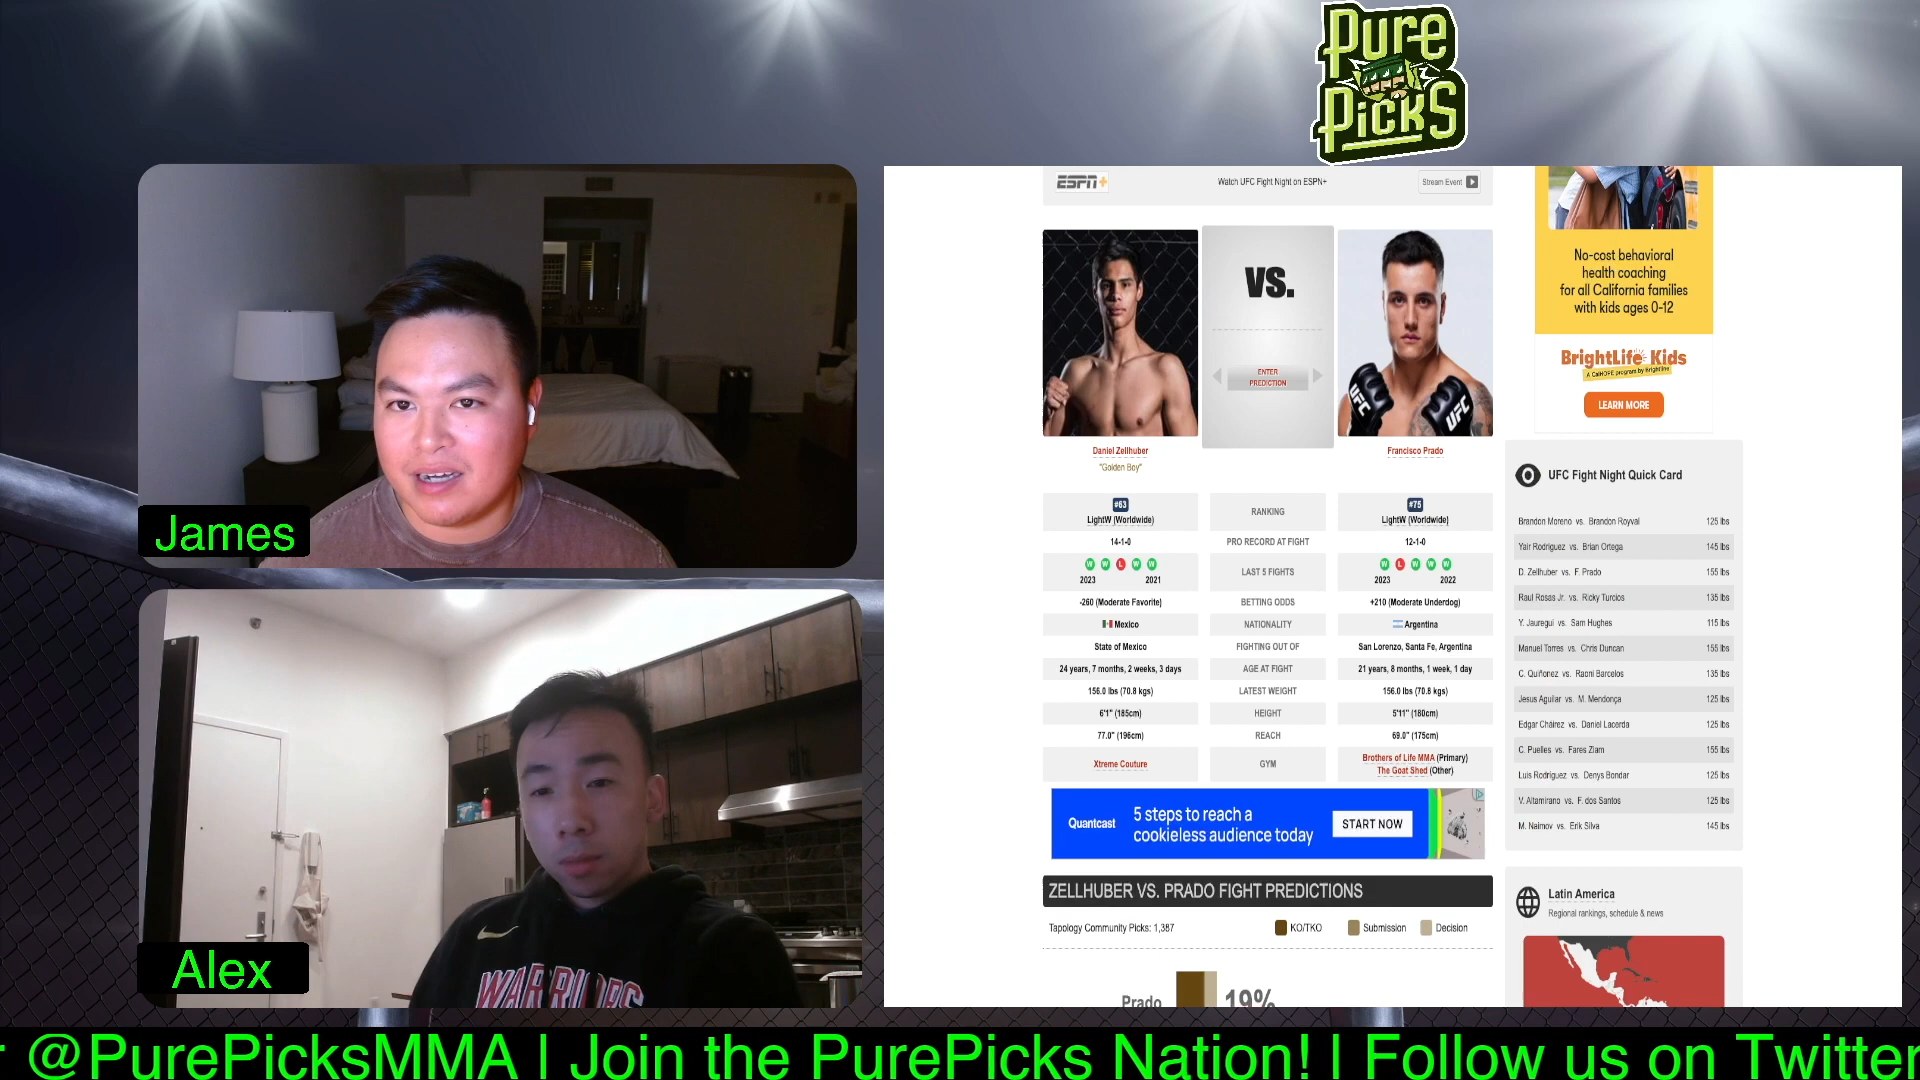 Pure
Picks
James
Alex
ESPN+
Watch UFC Fight Night on ESPN+
Stream Event
VS.
ENTER
PREDICTION
UFC
UFC
Daniel Zellhuber
"Golden Boy"
Francisco Prado
#63
LightW (Worldwide)
RANKING
#75
LightW (Worldwide)
14-1-0
PRO RECORD AT FIGHT
12-1-0
W W L W W
2023 2021
LAST 5 FIGHTS
W L W W W
2023 2022
-260 (Moderate Favorite)
BETTING ODDS
+210 (Moderate Underdog)
Mexico
NATIONALITY
Argentina
State of Mexico
FIGHTING OUT OF
San Lorenzo, Santa Fe, Argentina
24 years, 7 months, 2 weeks, 3 days
AGE AT FIGHT
21 years, 8 months, 1 week, 1 day
156.0 lbs (70.8 kgs)
LATEST WEIGHT
156.0 lbs (70.8 kgs)
6'1" (185cm)
HEIGHT
5'11" (180cm)
77.0" (196cm)
REACH
69.0" (175cm)
Xtreme Couture
GYM
Brothers of Life MMA (Primary)
The Goat Shed (Other)
Quantcast
5 steps to reach a
cookieless audience today
START NOW
ZELLHUBER VS. PRADO FIGHT PREDICTIONS
Tapology Community Picks: 1,387
KO/TKO
Submission
Decision
Prado
19%
No-cost behavioral
health coaching
for all California families
with kids ages 0-12
BrightLife Kids
A CalHOPE program by Brightline
LEARN MORE
UFC Fight Night Quick Card
Brandon Moreno vs. Brandon Royval 125 lbs
Yair Rodriguez vs. Brian Ortega 145 lbs
D. Zellhuber vs. F. Prado 155 lbs
Raul Rosas Jr. vs. Ricky Turcios 135 lbs
Y. Jauregui vs. Sam Hughes 115 lbs
Manuel Torres vs. Chris Duncan 155 lbs
C. Quiñonez vs. Raoni Barcelos 135 lbs
Jesus Aguilar vs. M. Mendonça 125 lbs
Edgar Cháirez vs. Daniel Lacerda 125 lbs
C. Puelles vs. Fares Ziam 155 lbs
Luis Rodriguez vs. Denys Bondar 125 lbs
V. Altamirano vs. F. dos Santos 125 lbs
M. Naimov vs. Erik Silva 145 lbs
Latin America
Regional rankings, schedule & news
WARRIORS
r @PurePicksMMA | Join the PurePicks Nation! | Follow us on Twitter